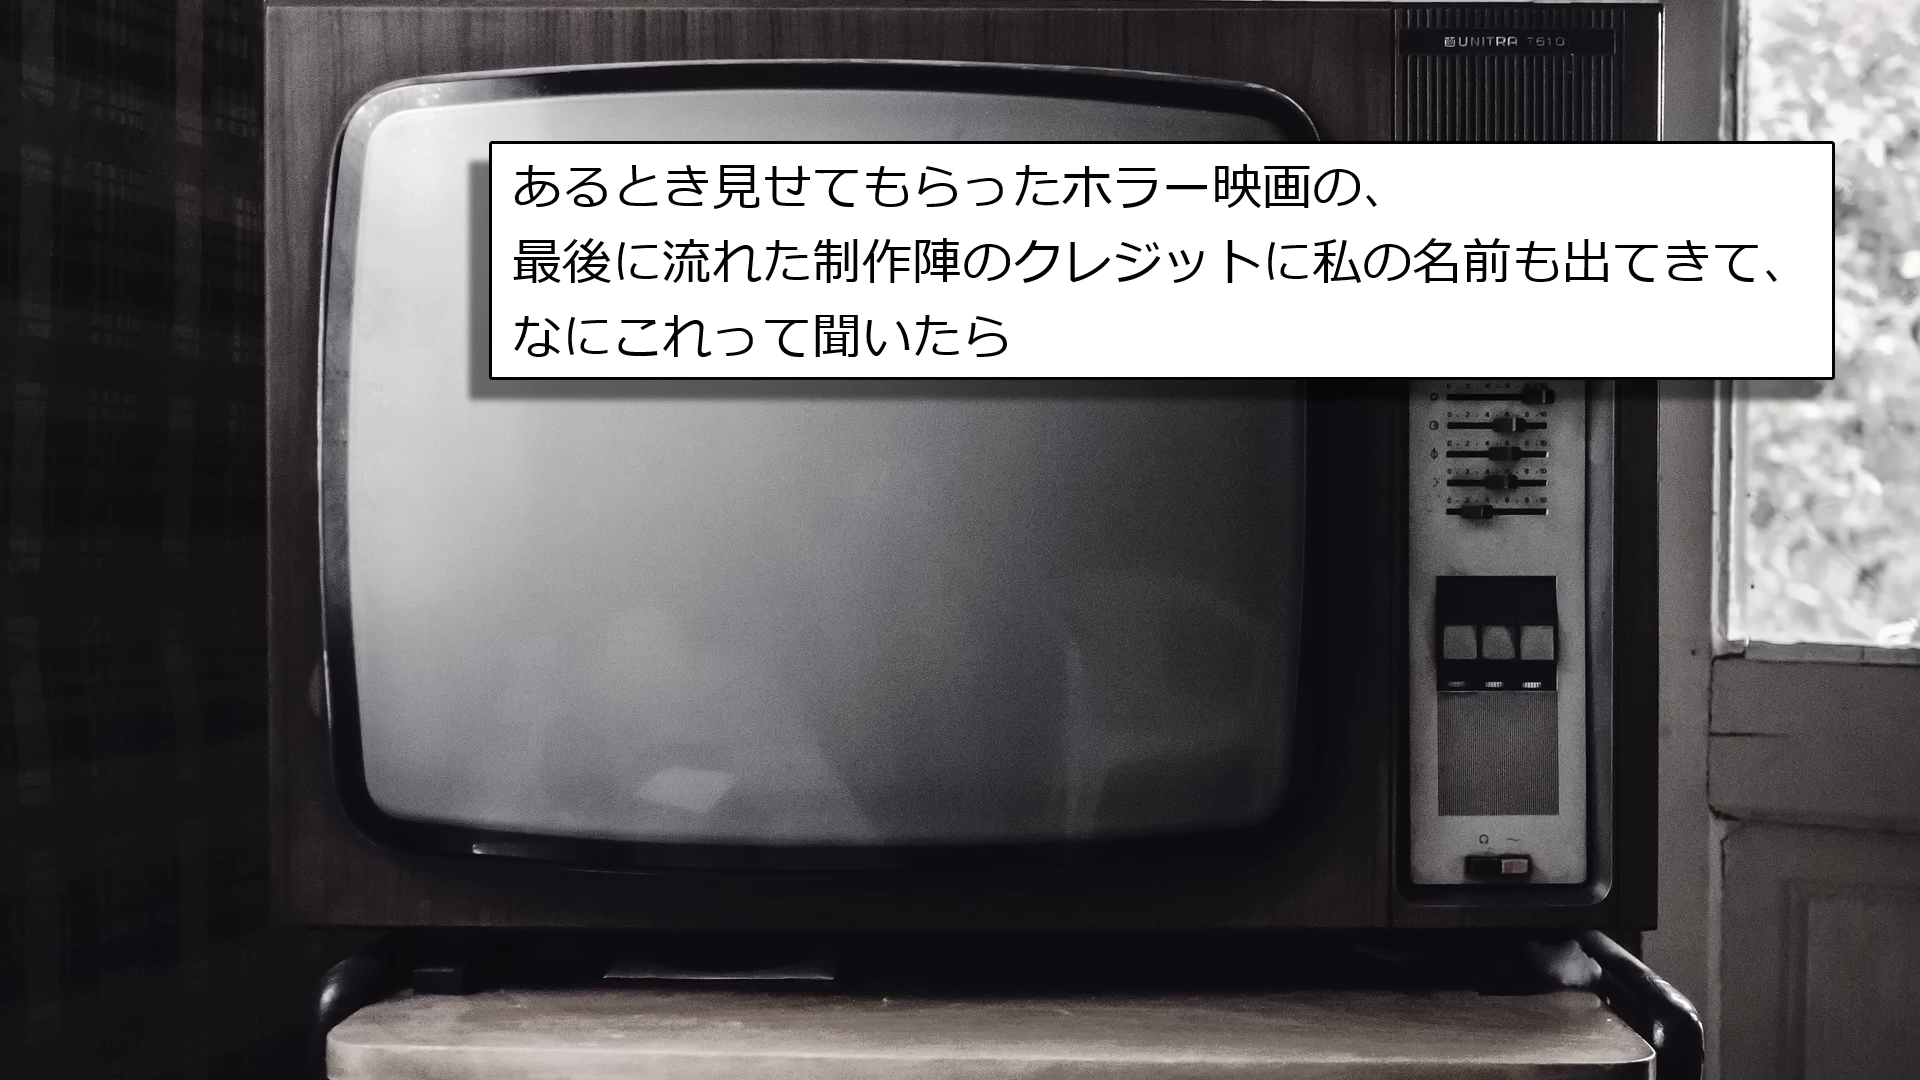 UNITRA T610
あるとき見せてもらったホラー映画の、
最後に流れた制作陣のクレジットに私の名前も出てきて、
なにこれって聞いたら